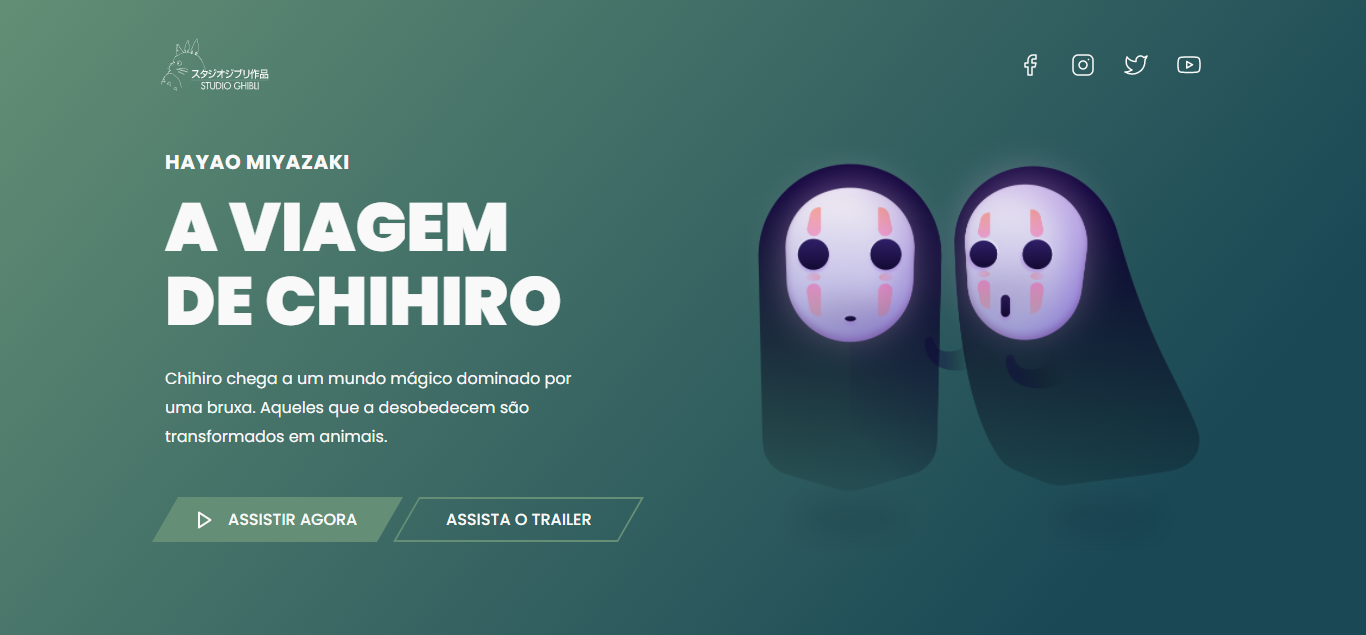 スタジオジブリ作品
STUDIO GHIBLI
HAYAO MIYAZAKI
A VIAGEM
DE CHIHIRO
Chihiro chega a um mundo mágico dominado por
uma bruxa. Aqueles que a desobedecem são
transformados em animais.
ASSISTIR AGORA
ASSISTA O TRAILER